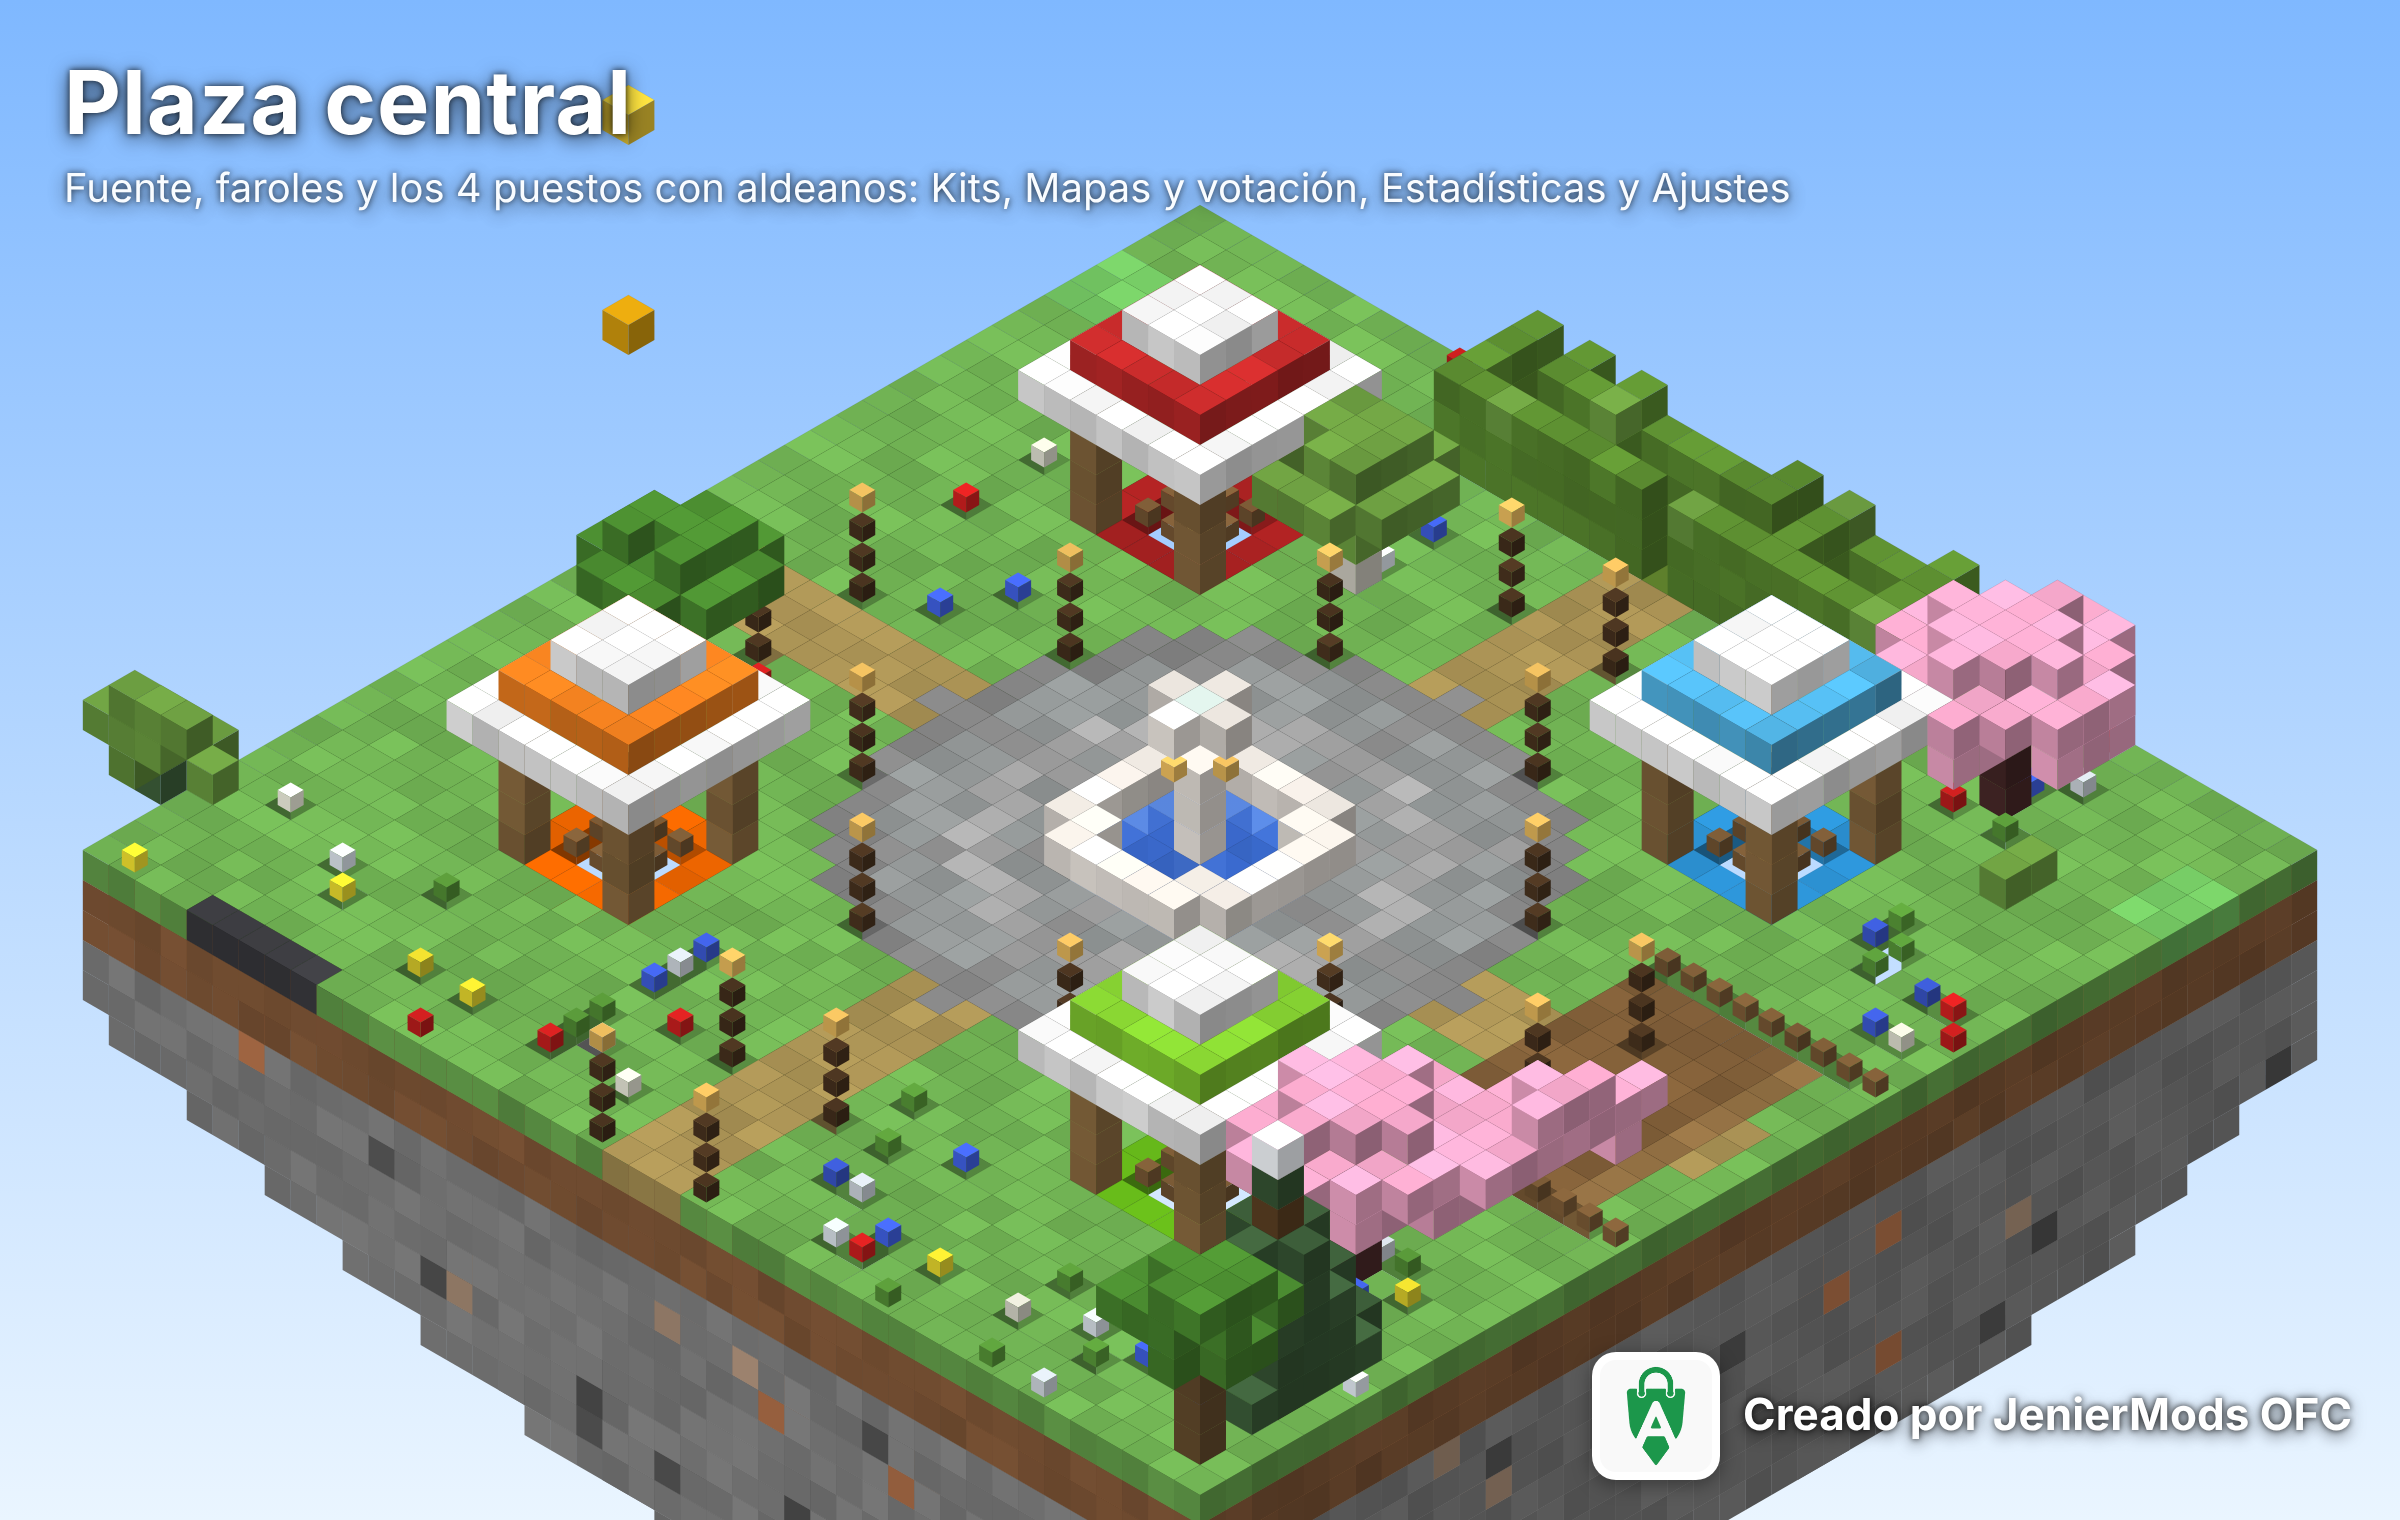 Plaza central
Fuente, faroles y los 4 puestos con aldeanos: Kits, Mapas y votación, Estadísticas y Ajustes
A
Creado por JenierMods OFC